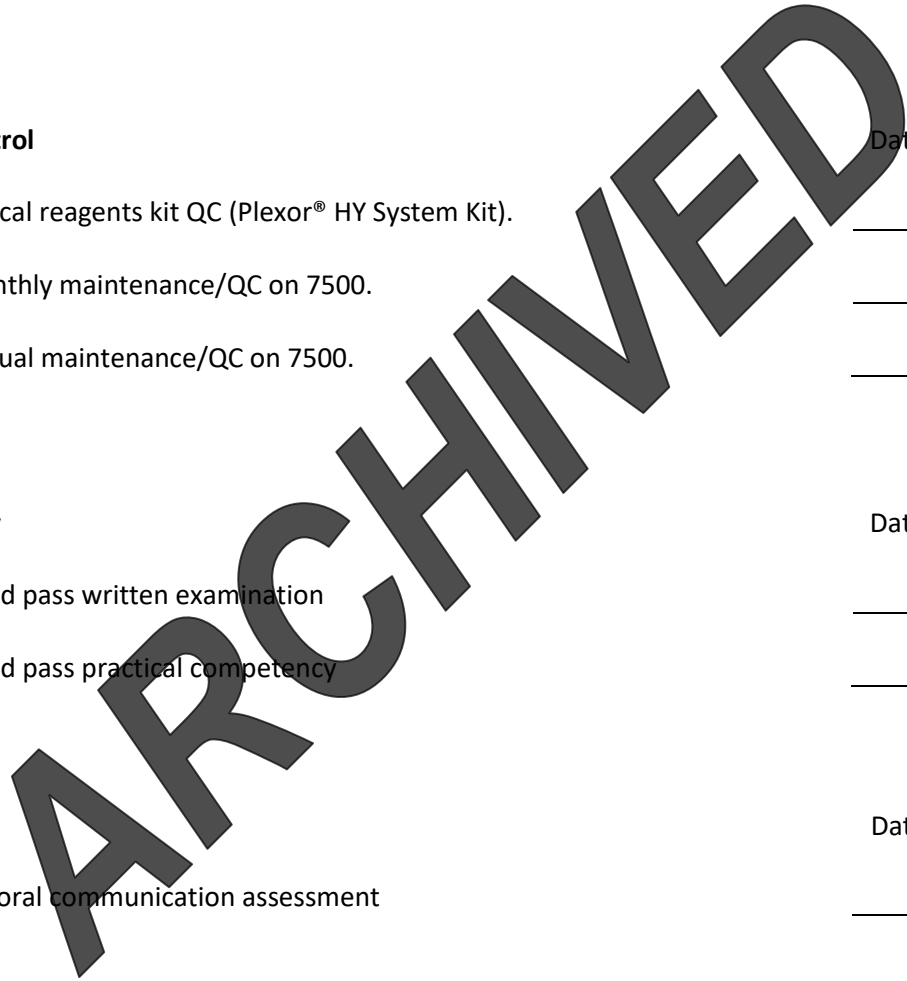 trol Dat
ical reagents kit QC (Plexor® HY System Kit).
nthly maintenance/QC on 7500.
ual maintenance/QC on 7500.
Dat
d pass written examination
d pass practical competency
Dat
oral communication assessment
ARCHIVED